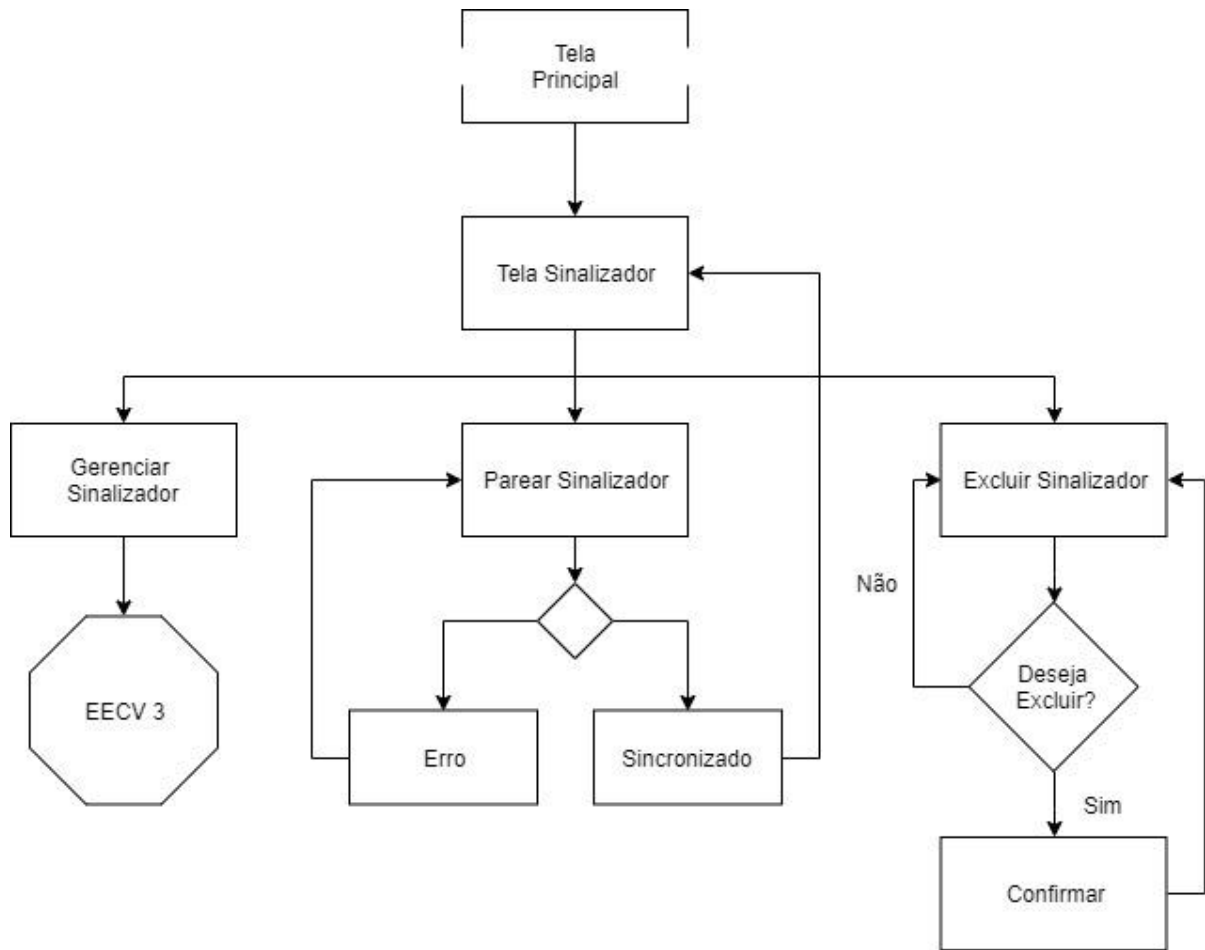 Tela
Principal
Tela Sinalizador
Gerenciar
Sinalizador
Parear Sinalizador
Excluir Sinalizador
Não
EECV 3
Deseja
Excluir?
Erro
Sincronizado
Sim
Confirmar